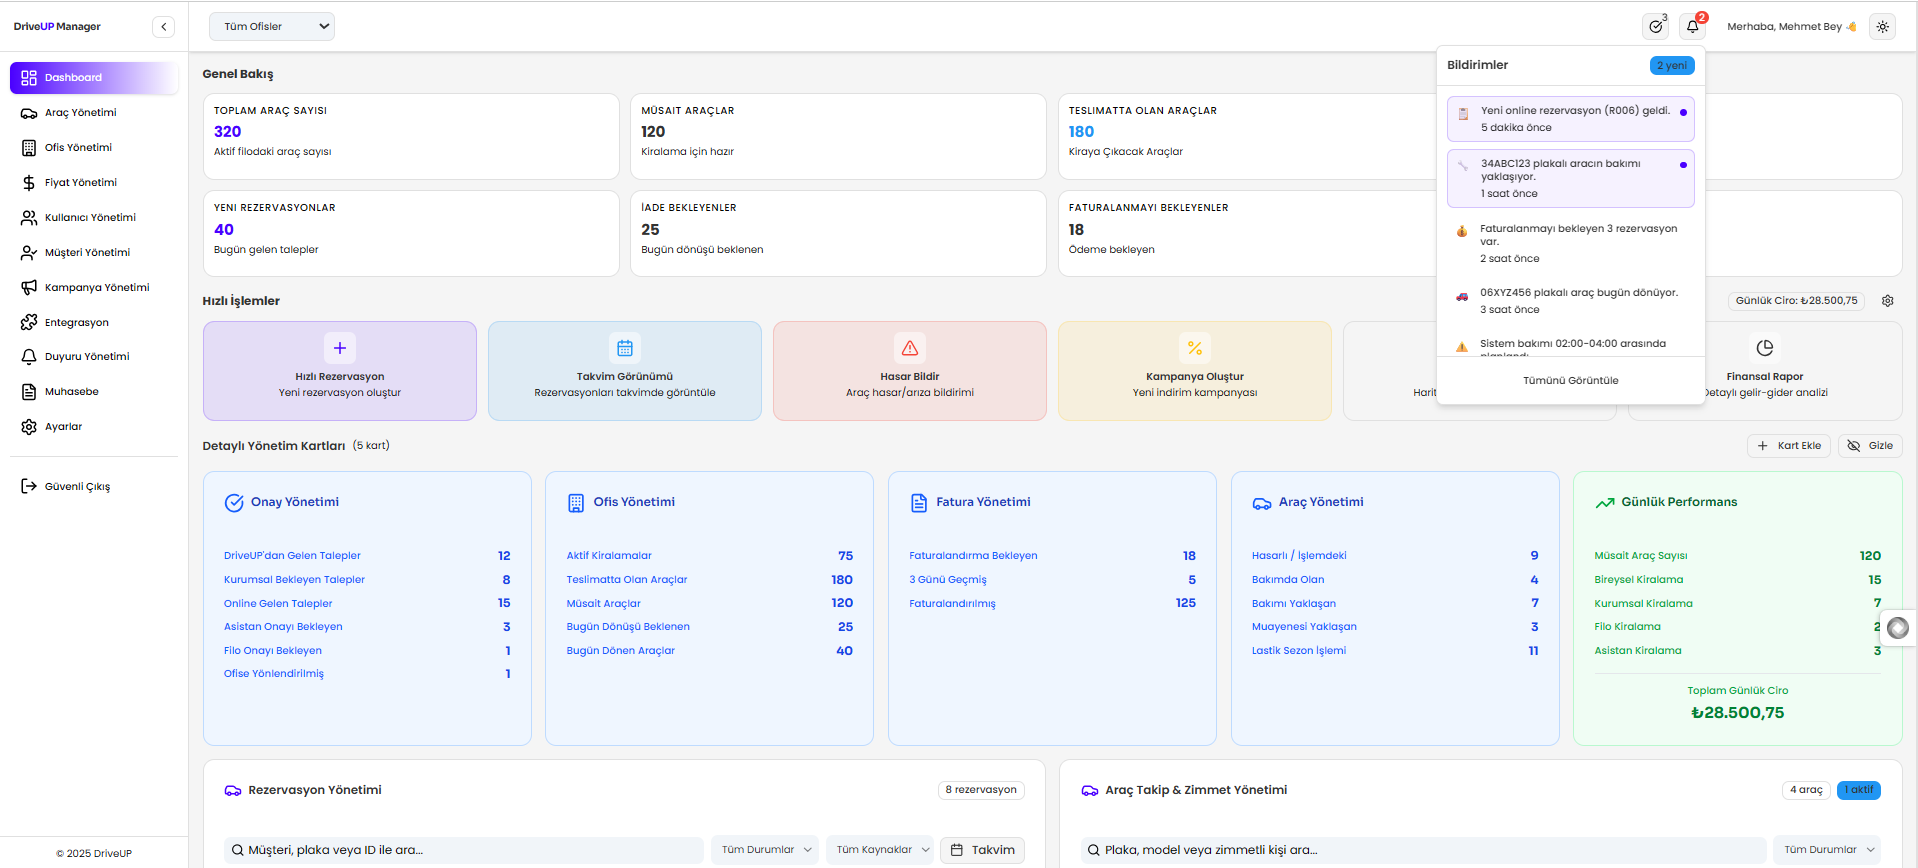 DriveUP Manager
Tüm Ofisler
3
2
Merhaba, Mehmet Bey 👋
Dashboard
Araç Yönetimi
Ofis Yönetimi
Fiyat Yönetimi
Kullanıcı Yönetimi
Müşteri Yönetimi
Kampanya Yönetimi
Entegrasyon
Duyuru Yönetimi
Muhasebe
Ayarlar
Güvenli Çıkış
© 2025 DriveUP
Genel Bakış
TOPLAM ARAÇ SAYISI
320
Aktif filodaki araç sayısı
MÜSAİT ARAÇLAR
120
Kiralama için hazır
TESLIMATTA OLAN ARAÇLAR
180
Kiraya Çıkacak Araçlar
YENI REZERVASYONLAR
40
Bugün gelen talepler
İADE BEKLEYENLER
25
Bugün dönüşü beklenen
FATURALANMAYI BEKLEYENLER
18
Ödeme bekleyen
Bildirimler
2 yeni
Yeni online rezervasyon (R006) geldi.
5 dakika önce
34ABC123 plakalı aracın bakımı
yaklaşıyor.
1 saat önce
Faturalanmayı bekleyen 3 rezervasyon
var.
2 saat önce
06XYZ456 plakalı araç bugün dönüyor.
3 saat önce
Sistem bakımı 02:00-04:00 arasında
Tümünü Görüntüle
Hızlı İşlemler
Günlük Ciro: ₺28.500,75
Hızlı Rezervasyon
Yeni rezervasyon oluştur
Takvim Görünümü
Rezervasyonları takvimde görüntüle
Hasar Bildir
Araç hasar/arıza bildirimi
Kampanya Oluştur
Yeni indirim kampanyası
Harit
Finansal Rapor
Detaylı gelir-gider analizi
Detaylı Yönetim Kartları (5 kart)
Kart Ekle
Gizle
Onay Yönetimi
DriveUP'dan Gelen Talepler 12
Kurumsal Bekleyen Talepler 8
Online Gelen Talepler 15
Asistan Onayı Bekleyen 3
Filo Onayı Bekleyen 1
Ofise Yönlendirilmiş 1
Ofis Yönetimi
Aktif Kiralamalar 75
Teslimatta Olan Araçlar 180
Müsait Araçlar 120
Bugün Dönüşü Beklenen 25
Bugün Dönen Araçlar 40
Fatura Yönetimi
Faturalandırma Bekleyen 18
3 Günü Geçmiş 5
Faturalandırılmış 125
Araç Yönetimi
Hasarlı / İşlemdeki 9
Bakımda Olan 4
Bakımı Yaklaşan 7
Muayenesi Yaklaşan 3
Lastik Sezon İşlemi 11
Günlük Performans
Müsait Araç Sayısı 120
Bireysel Kiralama 15
Kurumsal Kiralama 7
Filo Kiralama 2
Asistan Kiralama 3
Toplam Günlük Ciro
₺28.500,75
Rezervasyon Yönetimi
8 rezervasyon
Müşteri, plaka veya ID ile ara...
Tüm Durumlar
Tüm Kaynaklar
Takvim
Araç Takip & Zimmet Yönetimi
4 araç
1 aktif
Plaka, model veya zimmetli kişi ara...
Tüm Durumlar